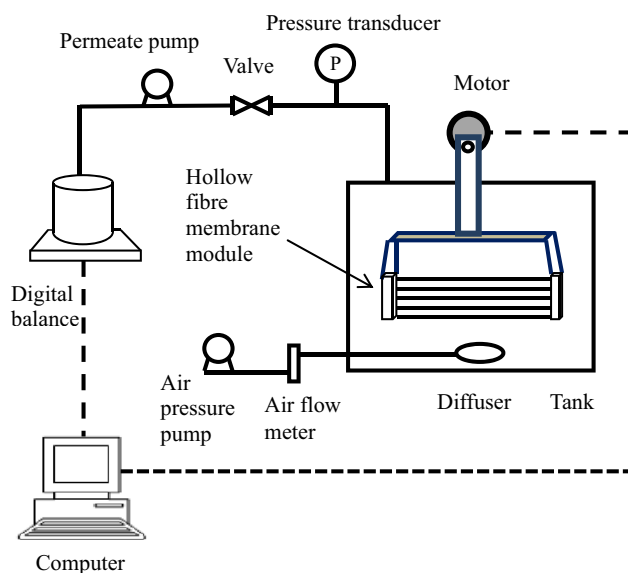 Pressure transducer
Permeate pump
Valve
P
Motor
Hollow
fibre
membrane
module
Digital
balance
Air
pressure
pump
Air flow
meter
Diffuser
Tank
Computer